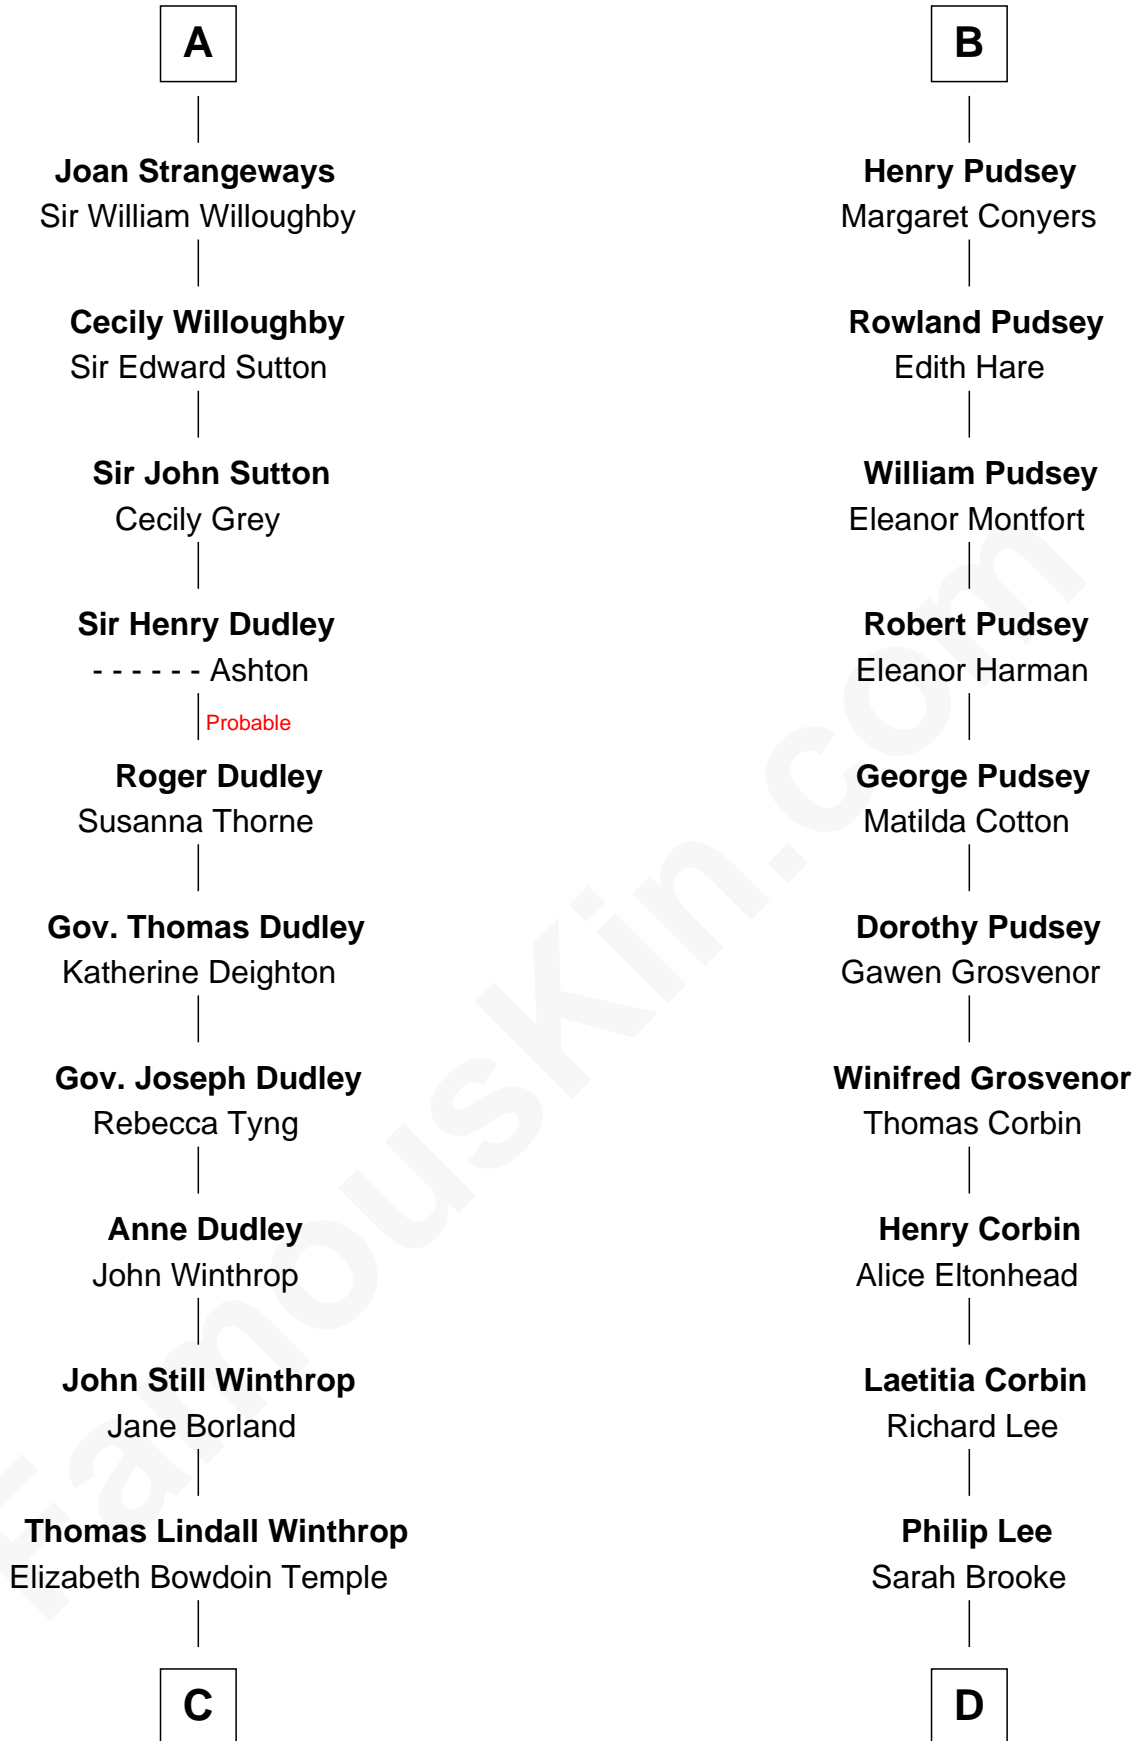 A
Joan Strangeways
Sir William Willoughby
Cecily Willoughby
Sir Edward Sutton
Sir John Sutton
Cecily Grey
Sir Henry Dudley
- - - - - - Ashton
Probable
Roger Dudley
Susanna Thorne
Gov. Thomas Dudley
Katherine Deighton
Gov. Joseph Dudley
Rebecca Tyng
Anne Dudley
John Winthrop
John Still Winthrop
Jane Borland
Thomas Lindall Winthrop
Elizabeth Bowdoin Temple
C
B
Henry Pudsey
Margaret Conyers
Rowland Pudsey
Edith Hare
William Pudsey
Eleanor Montfort
Robert Pudsey
Eleanor Harman
George Pudsey
Matilda Cotton
Dorothy Pudsey
Gawen Grosvenor
Winifred Grosvenor
Thomas Corbin
Henry Corbin
Alice Eltonhead
Laetitia Corbin
Richard Lee
Philip Lee
Sarah Brooke
D
FamousKin.com